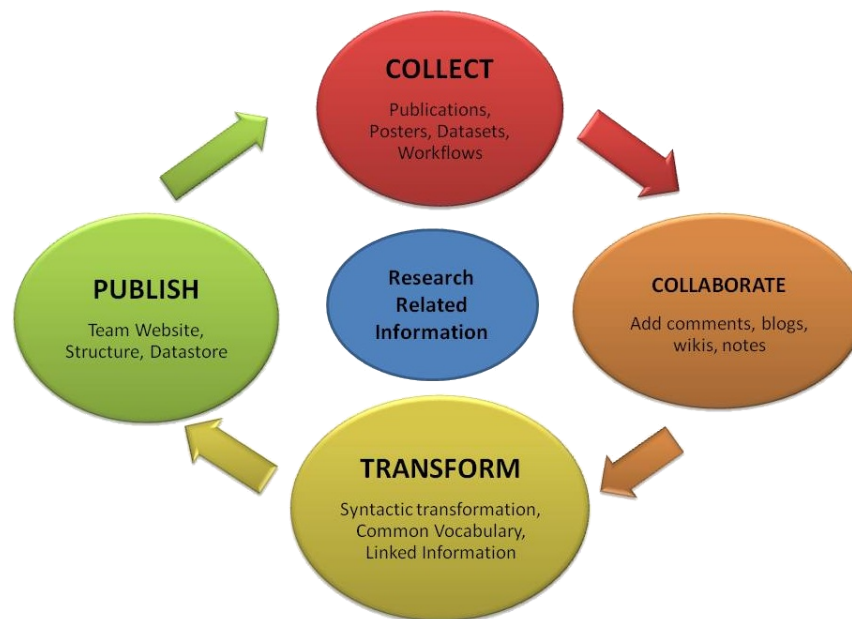 COLLECT
Publications,
Posters, Datasets,
Workflows
COLLABORATE
Add comments, blogs,
wikis, notes
TRANSFORM
Syntactic transformation,
Common Vocabulary,
Linked Information
PUBLISH
Team Website,
Structure, Datastore
Research
Related
Information